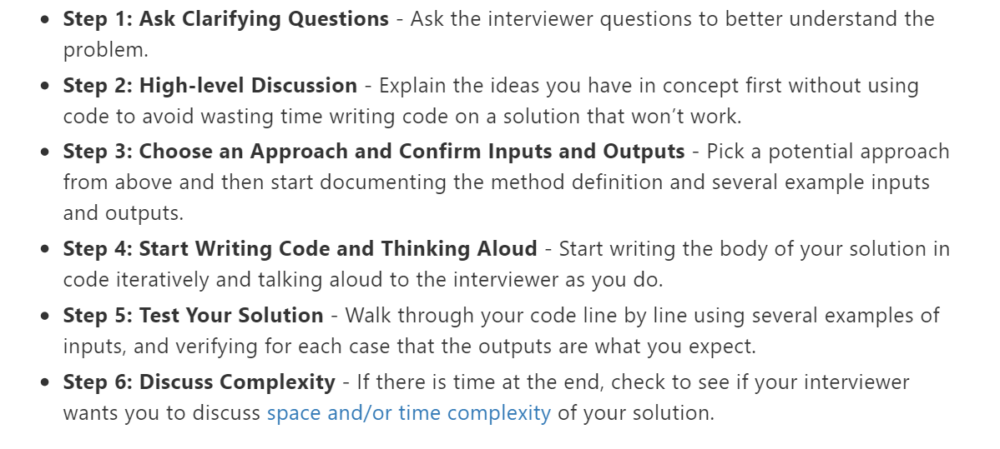 • Step 1: Ask Clarifying Questions - Ask the interviewer questions to better understand the
problem.
• Step 2: High-level Discussion - Explain the ideas you have in concept first without using
code to avoid wasting time writing code on a solution that won’t work.
• Step 3: Choose an Approach and Confirm Inputs and Outputs - Pick a potential approach
from above and then start documenting the method definition and several example inputs
and outputs.
• Step 4: Start Writing Code and Thinking Aloud - Start writing the body of your solution in
code iteratively and talking aloud to the interviewer as you do.
• Step 5: Test Your Solution - Walk through your code line by line using several examples of
inputs, and verifying for each case that the outputs are what you expect.
• Step 6: Discuss Complexity - If there is time at the end, check to see if your interviewer
wants you to discuss space and/or time complexity of your solution.